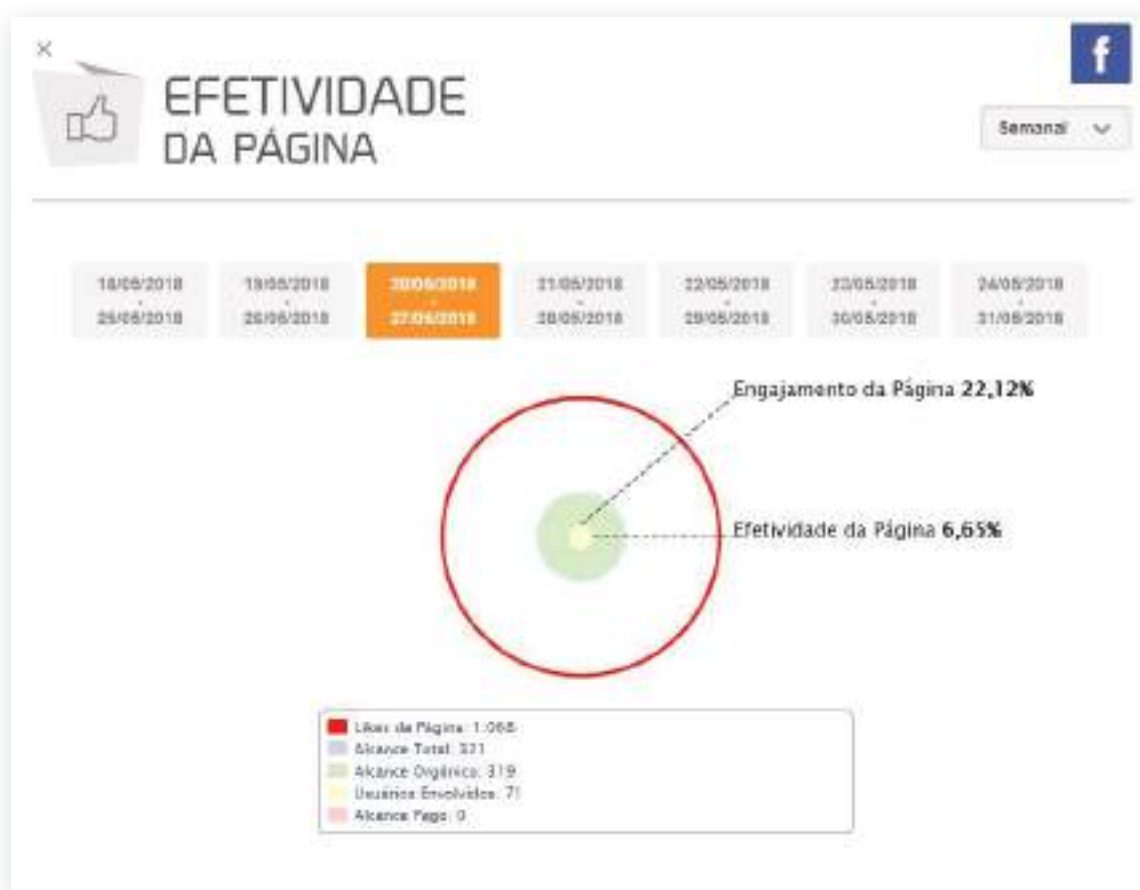 ×
f
EFETIVIDADE
DA PÁGINA
Semanal
18/05/2018
-
25/05/2018
19/05/2018
-
26/05/2018
20/05/2018
-
27/05/2018
21/05/2018
-
28/05/2018
22/05/2018
-
29/05/2018
23/05/2018
-
30/05/2018
24/05/2018
-
31/05/2018
Engajamento da Página 22,12%
Efetividade da Página 6,65%
Likes da Página: 1.068
Alcance Total: 321
Alcance Orgânico: 319
Usuários Envolvidos: 71
Alcance Pago: 0